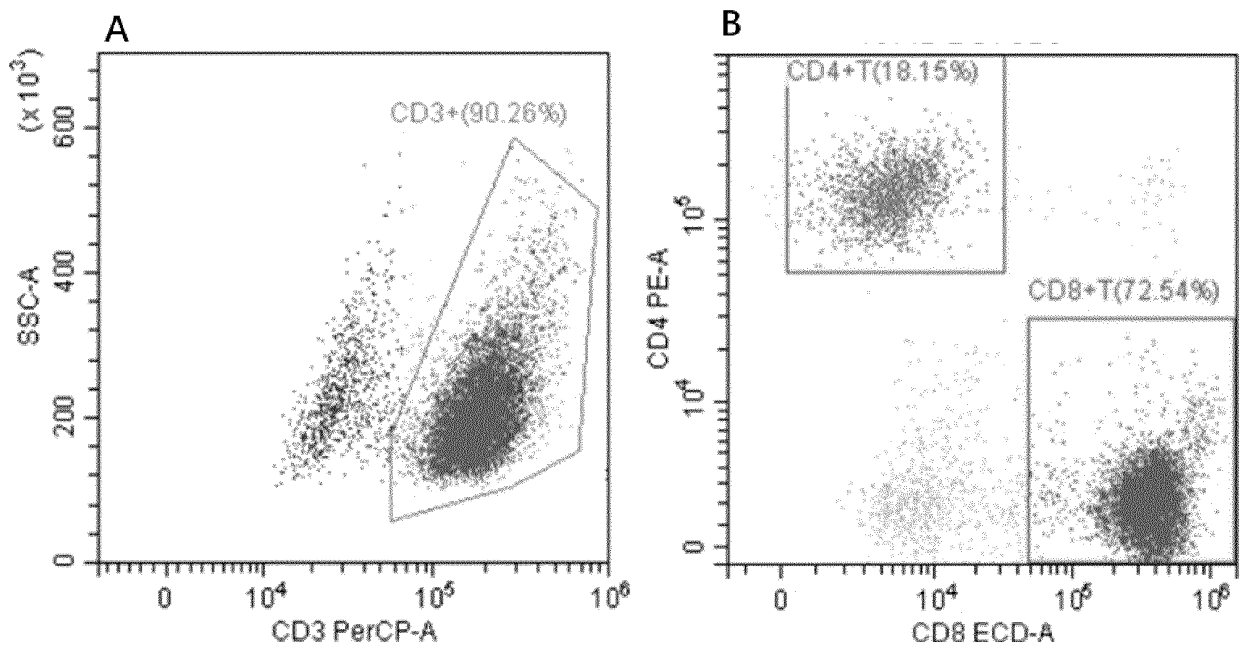 A
(x 10³)
600
400
200
0
SSC-A
CD3+(90.26%)
0 10⁴ 10⁵ 10⁶
CD3 PerCP-A
B
CD4+T(18.15%)
CD8+T(72.54%)
10⁵
10⁴
0
CD4 PE-A
0 10⁴ 10⁵ 10⁶
CD8 ECD-A